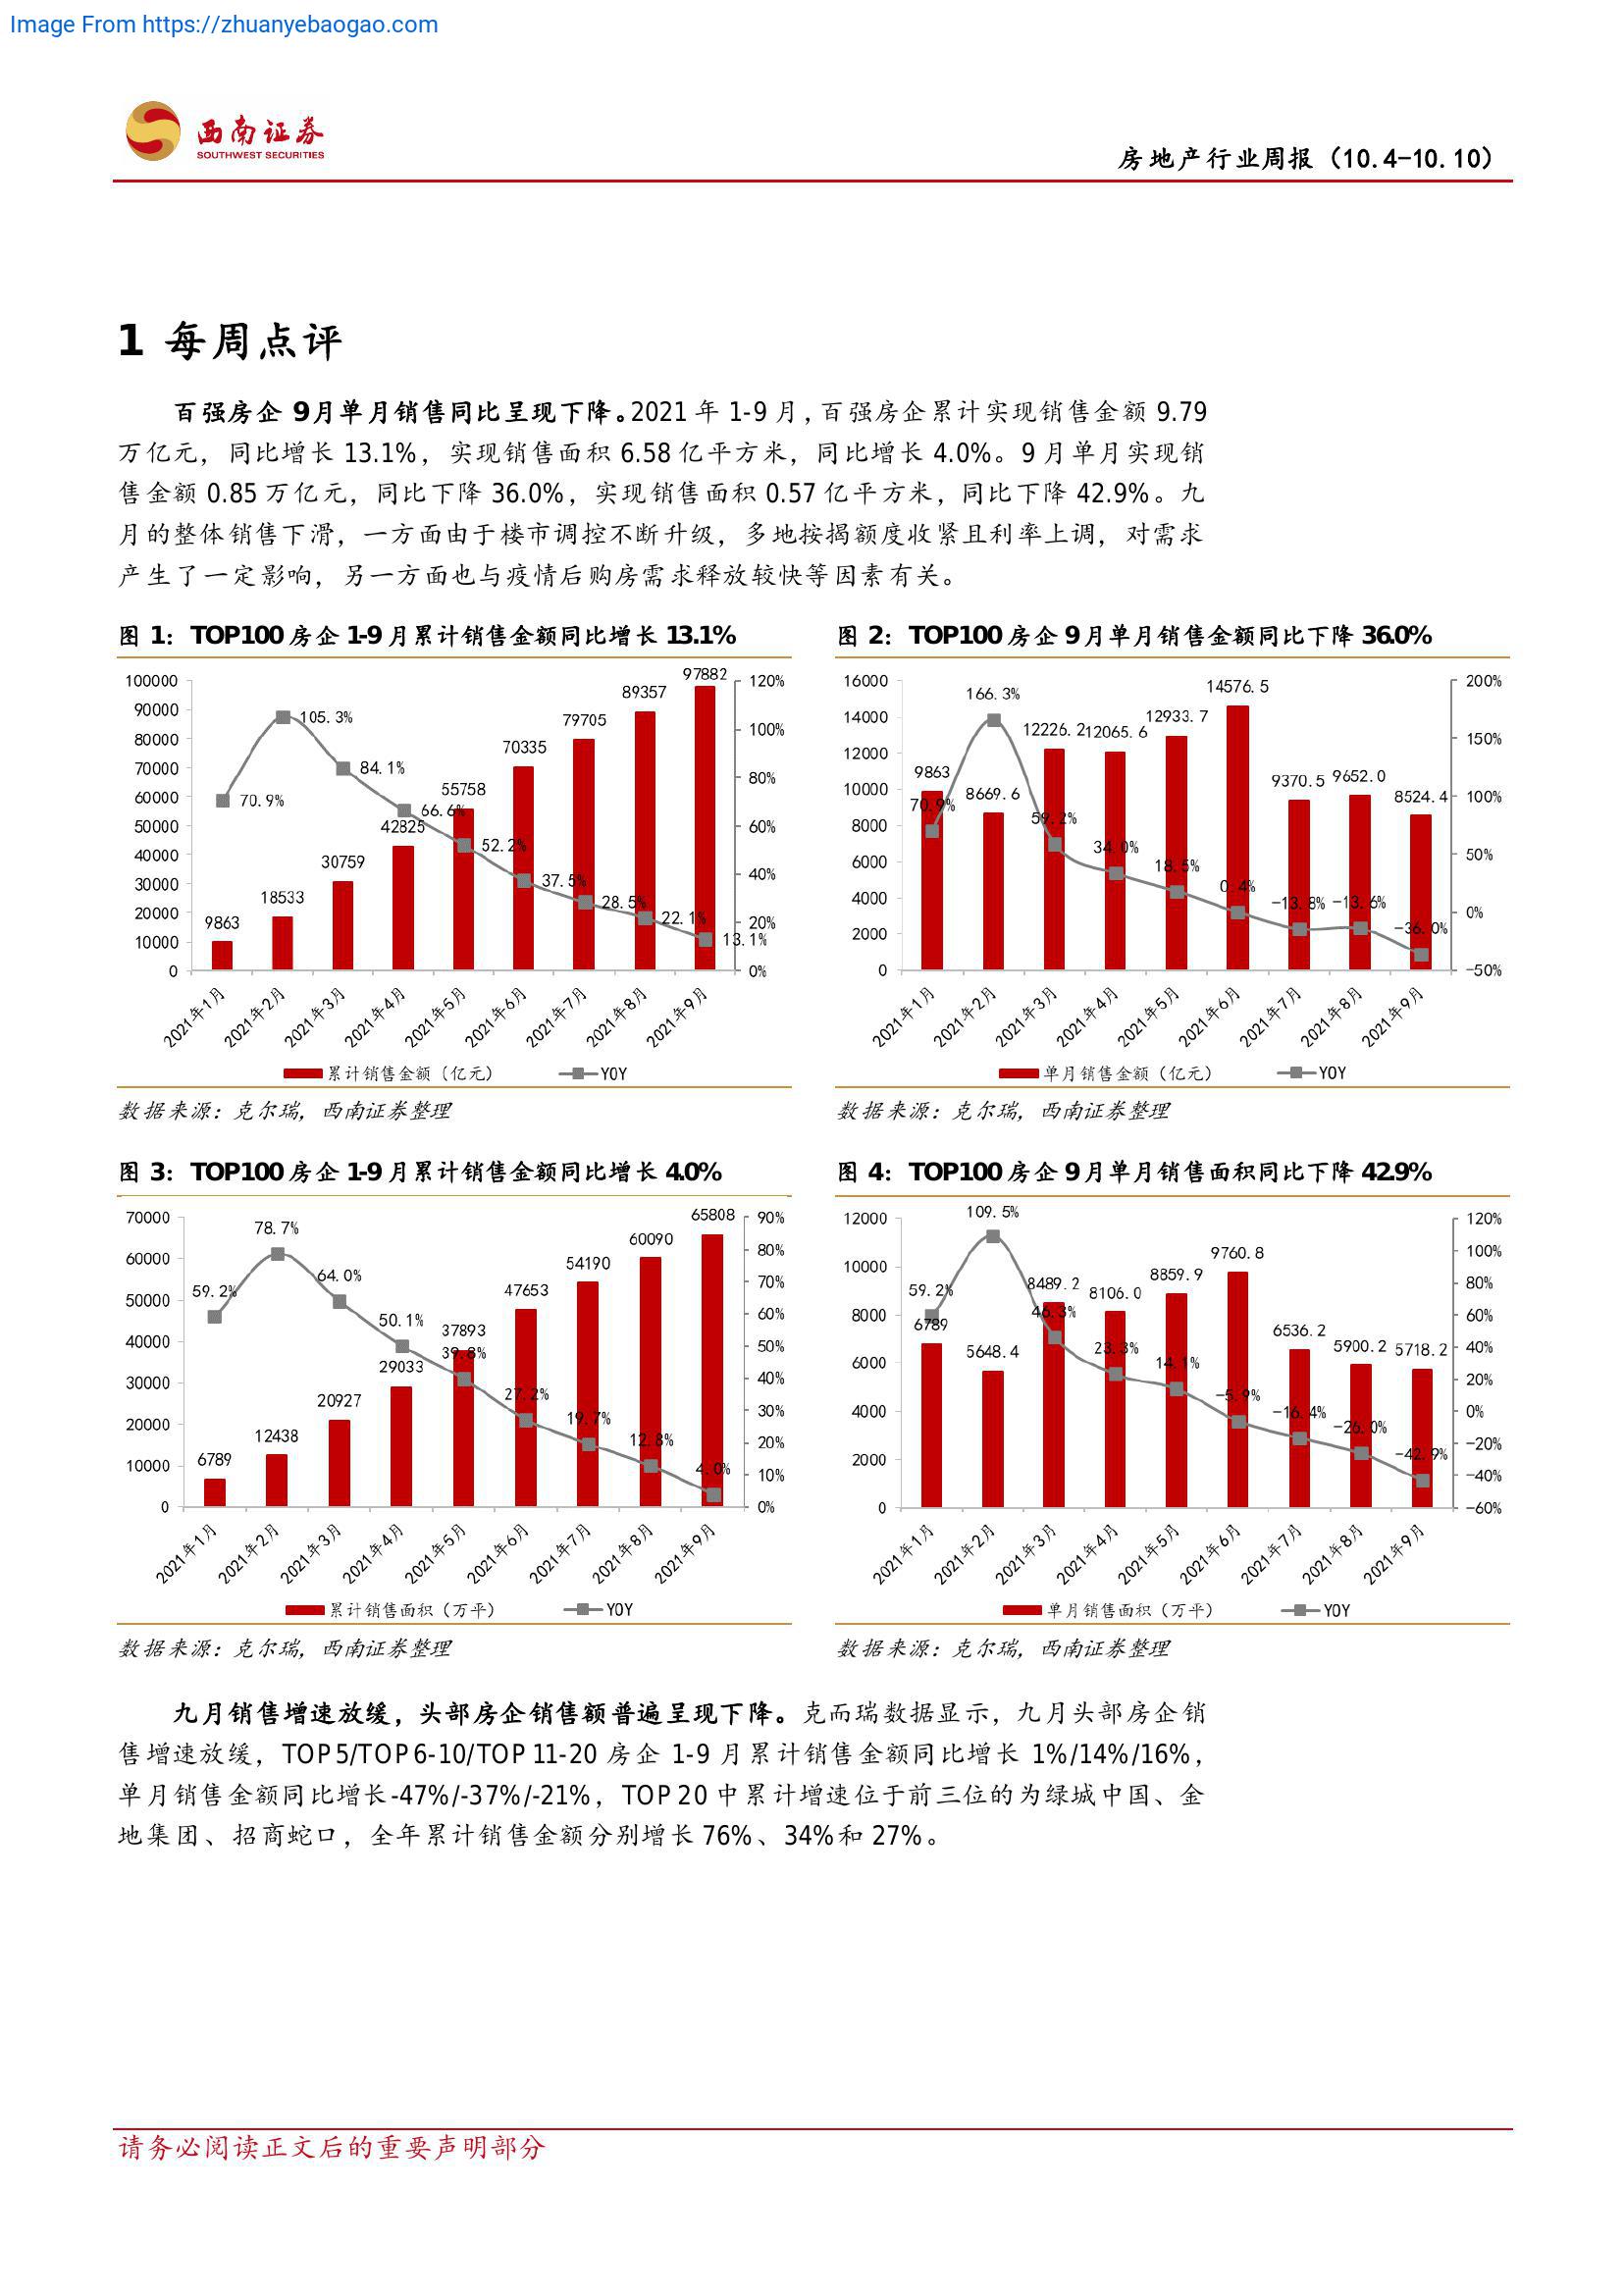 Image From https://zhuanyebaogao.com
西南证券
SOUTHWEST SECURITIES
房地产行业周报（10.4-10.10）
1 每周点评
百强房企 9月单月销售同比呈现下降。2021 年 1-9 月，百强房企累计实现销售金额 9.79
万亿元，同比增长 13.1%，实现销售面积 6.58 亿平方米，同比增长 4.0%。9 月单月实现销
售金额 0.85 万亿元，同比下降 36.0%，实现销售面积 0.57 亿平方米，同比下降 42.9%。九
月的整体销售下滑，一方面由于楼市调控不断升级，多地按揭额度收紧且利率上调，对需求
产生了一定影响，另一方面也与疫情后购房需求释放较快等因素有关。
图 1：TOP100 房企 1-9 月累计销售金额同比增长 13.1%
100000
90000
80000
70000
60000
50000
40000
30000
20000
10000
0
120%
100%
80%
60%
40%
20%
0%
9863
18533
30759
42825
55758
70335
79705
89357
97882
70.9%
105.3%
84.1%
66.6%
52.2%
37.5%
28.5%
22.1%
13.1%
2021年1月
2021年2月
2021年3月
2021年4月
2021年5月
2021年6月
2021年7月
2021年8月
2021年9月
累计销售金额（亿元）
YOY
数据来源：克尔瑞，西南证券整理
图 2：TOP100 房企 9月单月销售金额同比下降 36.0%
16000
14000
12000
10000
8000
6000
4000
2000
0
200%
150%
100%
50%
0%
-50%
9863
8669.6
12226.2
12065.6
12933.7
14576.5
9370.5
9652.0
8524.4
70.9%
166.3%
59.2%
34.0%
18.5%
0.4%
-13.8%
-13.6%
-36.0%
2021年1月
2021年2月
2021年3月
2021年4月
2021年5月
2021年6月
2021年7月
2021年8月
2021年9月
单月销售金额（亿元）
YOY
数据来源：克尔瑞，西南证券整理
图 3：TOP100 房企 1-9 月累计销售金额同比增长 4.0%
70000
60000
50000
40000
30000
20000
10000
0
90%
80%
70%
60%
50%
40%
30%
20%
10%
0%
6789
12438
20927
29033
37893
47653
54190
60090
65808
59.2%
78.7%
64.0%
50.1%
39.8%
27.2%
19.7%
12.8%
4.0%
2021年1月
2021年2月
2021年3月
2021年4月
2021年5月
2021年6月
2021年7月
2021年8月
2021年9月
累计销售面积（万平）
YOY
数据来源：克尔瑞，西南证券整理
图 4：TOP100 房企 9月单月销售面积同比下降 42.9%
12000
10000
8000
6000
4000
2000
0
120%
100%
80%
60%
40%
20%
0%
-20%
-40%
-60%
6789
5648.4
8489.2
8106.0
8859.9
9760.8
6536.2
5900.2
5718.2
59.2%
109.5%
46.3%
23.3%
14.1%
-5.9%
-16.4%
-26.0%
-42.9%
2021年1月
2021年2月
2021年3月
2021年4月
2021年5月
2021年6月
2021年7月
2021年8月
2021年9月
单月销售面积（万平）
YOY
数据来源：克尔瑞，西南证券整理
九月销售增速放缓，头部房企销售额普遍呈现下降。克而瑞数据显示，九月头部房企销
售增速放缓，TOP5/TOP6-10/TOP11-20 房企 1-9 月累计销售金额同比增长 1%/14%/16%，
单月销售金额同比增长-47%/-37%/-21%，TOP20 中累计增速位于前三位的为绿城中国、金
地集团、招商蛇口，全年累计销售金额分别增长 76%、34%和 27%。
请务必阅读正文后的重要声明部分